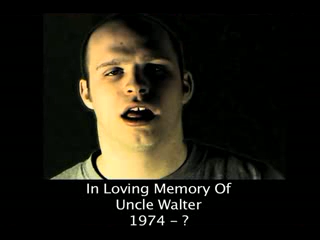 In Loving Memory Of
Uncle Walter
1974 – ?